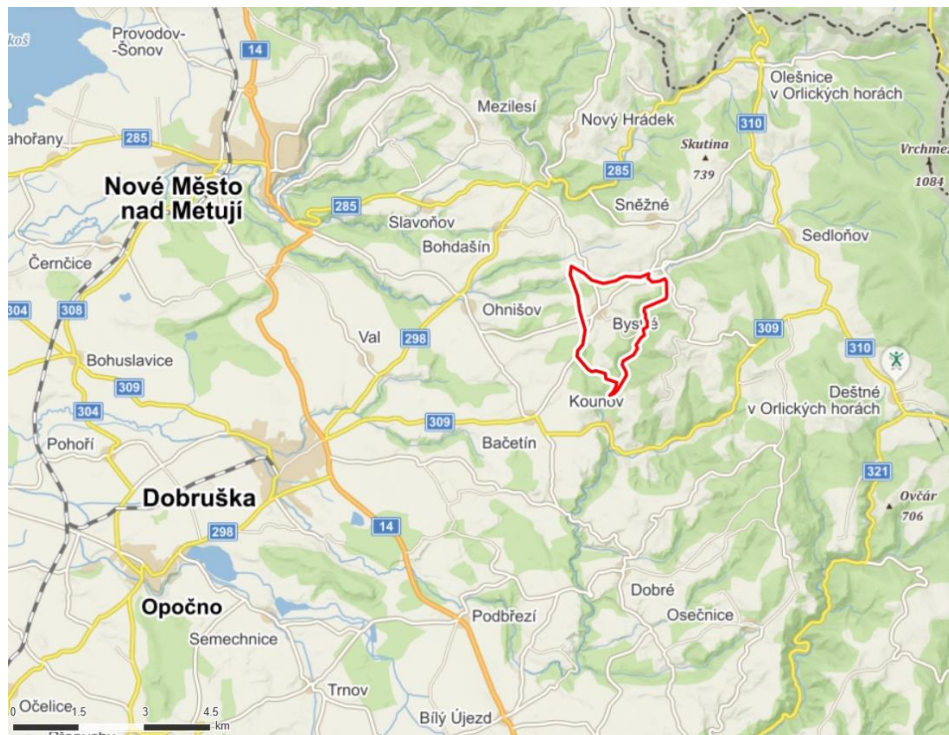 Provodov-
-Šonov
14
Olešnice
v Orlických horách
Mezilesí
Nový Hrádek
310
285
Skutina
739
285
1084
Nové Město
nad Metují
Sněžné
285
Slavoňov
Sedloňov
Bohdašín
Černčice
304
308
Ohnišov
Bystré
309
Val
298
310
Bohuslavice
309
Deštné
v Orlických horách
Kounov
304
309
Bačetín
Pohoří
321
Dobruška
Ovčár
706
298
14
Opočno
Dobré
Podbřezí
Osečnice
Semechnice
Trnov
Očelice
Bílý Újezd
0 1.5 3 4.5
km